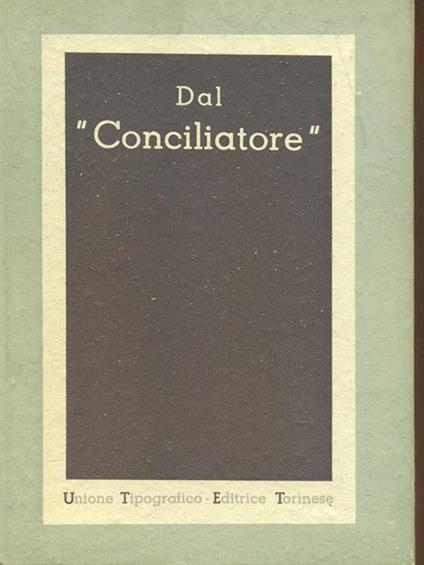 Dal
"Conciliatore"
Unione Tipografico - Editrice Torinese